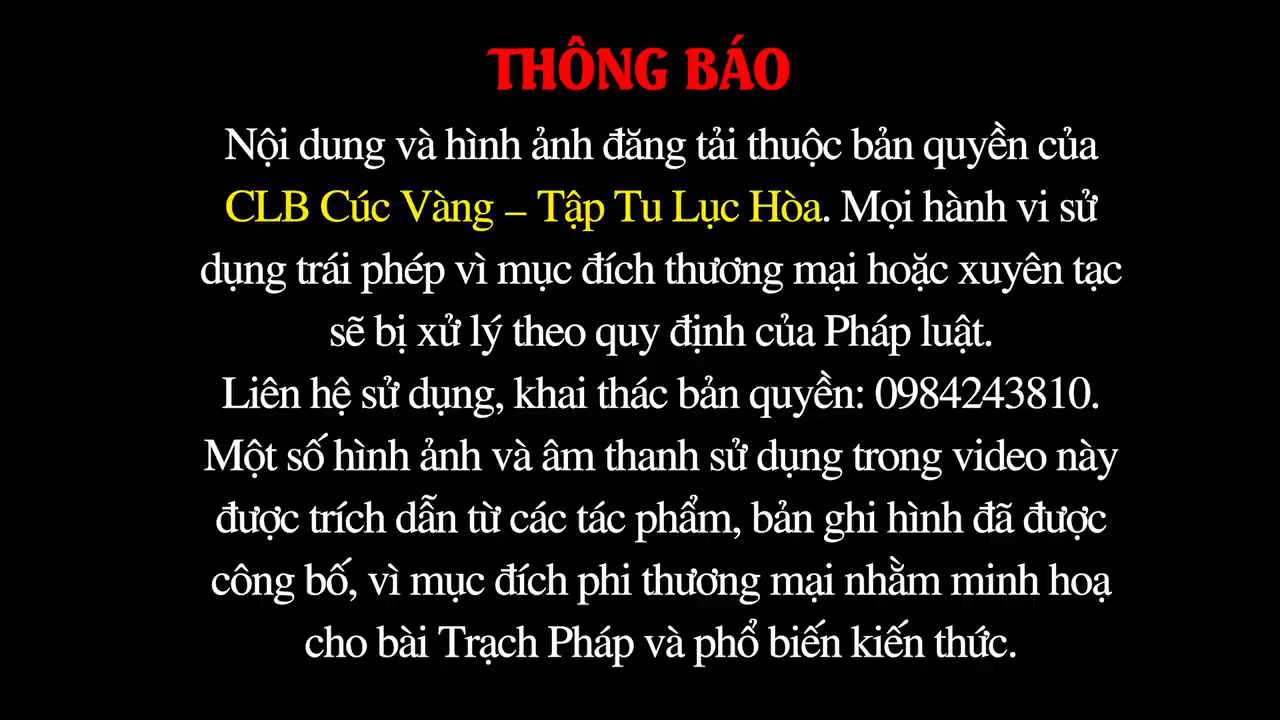 THÔNG BÁO
Nội dung và hình ảnh đăng tải thuộc bản quyền của
CLB Cúc Vàng – Tập Tu Lục Hòa. Mọi hành vi sử
dụng trái phép vì mục đích thương mại hoặc xuyên tạc
sẽ bị xử lý theo quy định của Pháp luật.
Liên hệ sử dụng, khai thác bản quyền: 0984243810.
Một số hình ảnh và âm thanh sử dụng trong video này
được trích dẫn từ các tác phẩm, bản ghi hình đã được
công bố, vì mục đích phi thương mại nhằm minh hoạ
cho bài Trạch Pháp và phổ biến kiến thức.